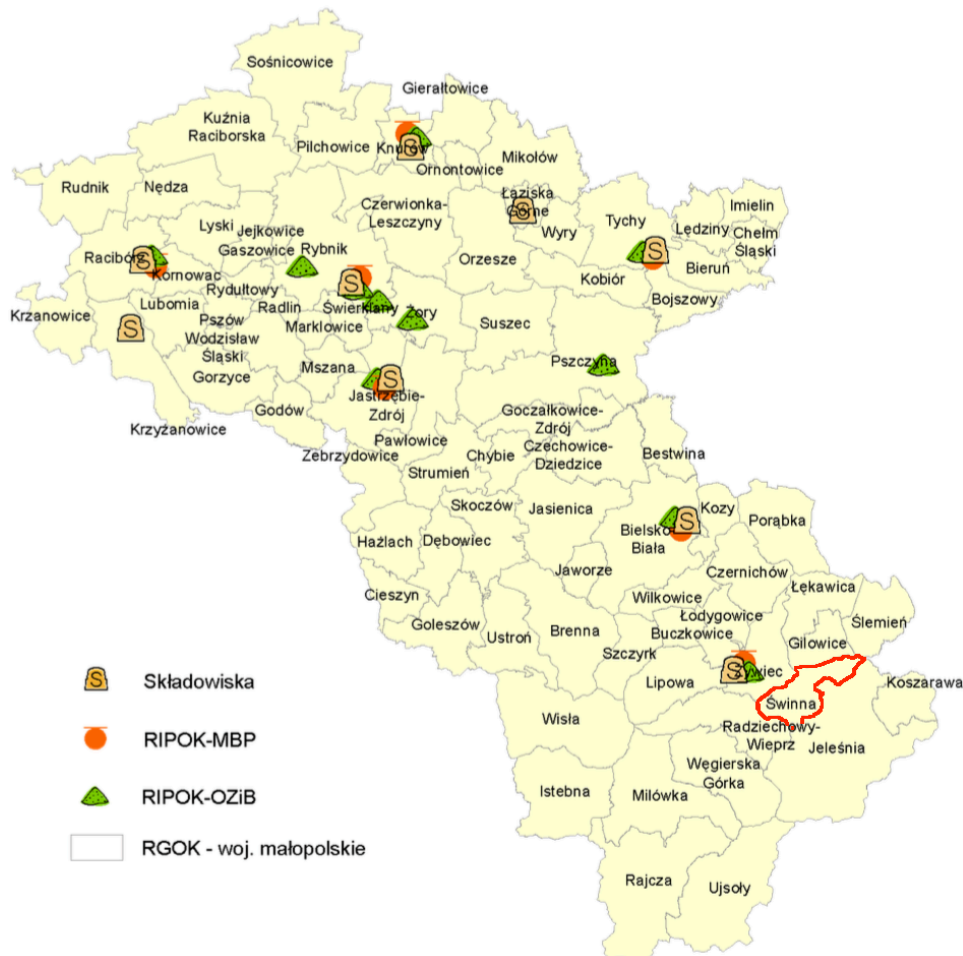 Sośnicowice
Gierałtowice
Kuźnia
Raciborska
Pilchowice
Knurów
Ornontowice
Mikołów
Rudnik
Nędza
Łaziska
Górne
Imielin
Czerwionka-
Leszczyny
Tychy
Lędziny
Chełm
Śląski
Lyski
Jejkowice
Wyry
Gaszowice
Rybnik
Racibórz
Kornowac
Orzesze
Bieruń
Kobiór
Rydułtowy
Bojszowy
Krzanowice
Lubomia
Radlin
Świerklany
Żory
Pszów
Marklowice
Suszec
Wodzisław
Śląski
Mszana
Pszczyna
Gorzyce
Jastrzębie-
Zdrój
Godów
Goczałkowice-
Zdrój
Krzyżanowice
Pawłowice
Zebrzydowice
Chybie
Czechowice-
Dziedzice
Bestwina
Strumień
Skoczów
Jasienica
Kozy
Porąbka
Bielsko
Biała
Hażlach
Dębowiec
Jaworze
Czernichów
Łękawica
Cieszyn
Wilkowice
Łodygowice
Ślemień
Goleszów
Ustroń
Brenna
Buczkowice
Gilowice
Szczyrk
Żywiec
Lipowa
Koszarawa
Świnna
Wisła
Radziechowy-
Wieprz
Jeleśnia
Węgierska
Górka
Istebna
Milówka
Rajcza
Ujsoły
S Składowiska
RIPOK-MBP
RIPOK-OZiB
RGOK - woj. małopolskie
S
S
S
S
S
S
S
S
S